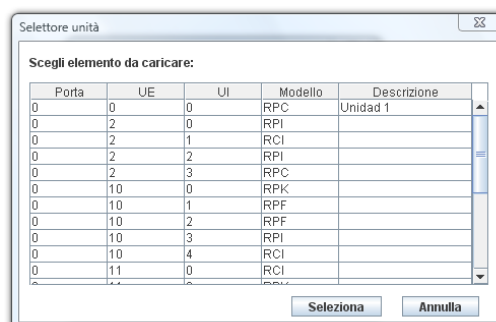 Selettore unità
Scegli elemento da caricare:
Porta UE UI Modello Descrizione
0 0 0 RPC Unidad 1
0 2 0 RPI
0 2 1 RCI
0 2 2 RPI
0 2 3 RPC
0 10 0 RPK
0 10 1 RPF
0 10 2 RPF
0 10 3 RPI
0 10 4 RCI
0 11 0 RCI
Seleziona Annulla